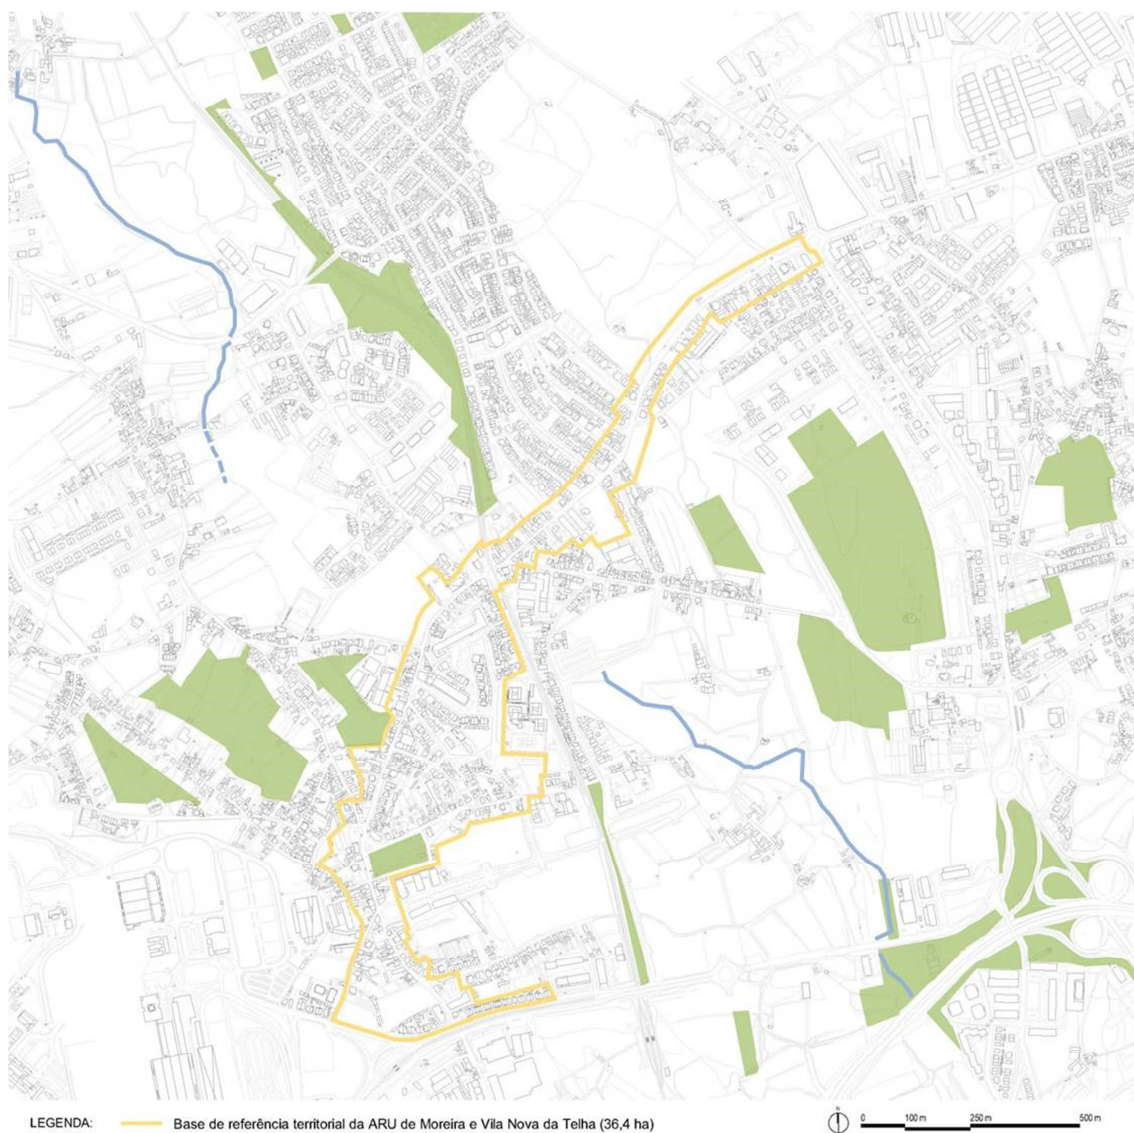 LEGENDA: Base de referência territorial da ARU de Moreira e Vila Nova da Telha (36,4 ha)
N
0 100 m 250 m 500 m